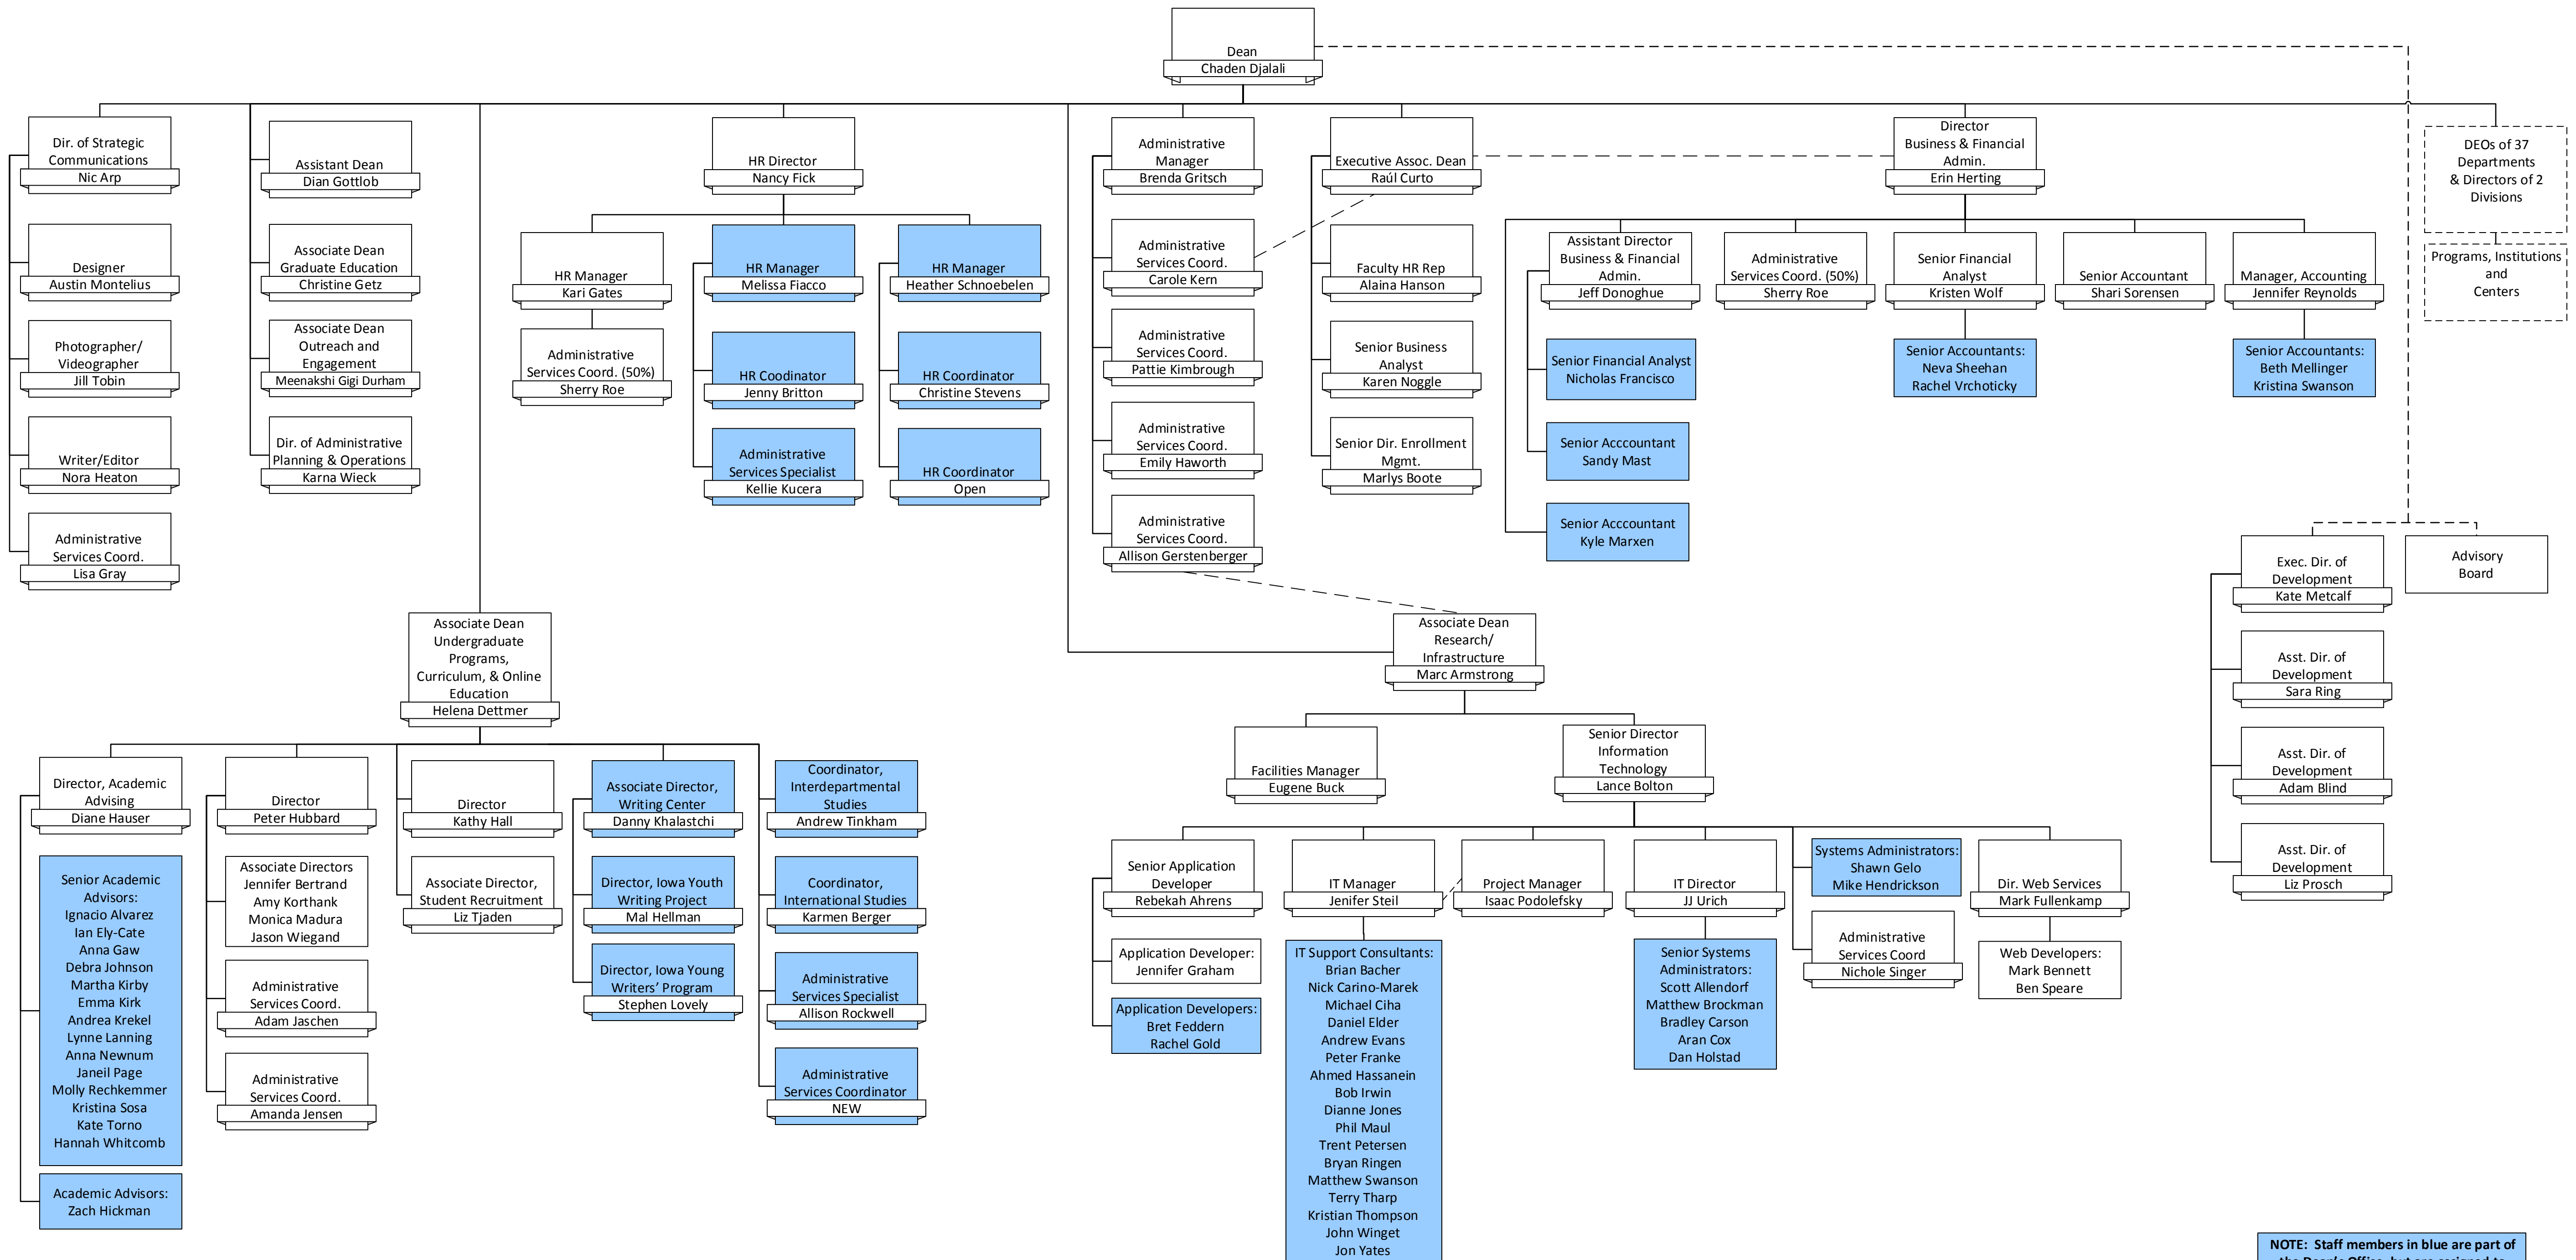 Dean
Chaden Djalali
Dir. of Strategic
Communications
Nic Arp
Designer
Austin Montelius
Photographer/
Videographer
Jill Tobin
Writer/Editor
Nora Heaton
Administrative
Services Coord.
Lisa Gray
Assistant Dean
Dian Gottlob
Associate Dean
Graduate Education
Christine Getz
Associate Dean
Outreach and
Engagement
Meenakshi Gigi Durham
Dir. of Administrative
Planning & Operations
Karna Wieck
HR Director
Nancy Fick
HR Manager
Kari Gates
Administrative
Services Coord. (50%)
Sherry Roe
HR Manager
Melissa Fiacco
HR Coodinator
Jenny Britton
Administrative
Services Specialist
Kellie Kucera
HR Manager
Heather Schnoebelen
HR Coordinator
Christine Stevens
HR Coordinator
Open
Administrative
Manager
Brenda Gritsch
Administrative
Services Coord.
Carole Kern
Administrative
Services Coord.
Pattie Kimbrough
Administrative
Services Coord.
Emily Haworth
Administrative
Services Coord.
Allison Gerstenberger
Executive Assoc. Dean
Raúl Curto
Faculty HR Rep
Alaina Hanson
Senior Business
Analyst
Karen Noggle
Senior Dir. Enrollment
Mgmt.
Marlys Boote
Director
Business & Financial
Admin.
Erin Herting
Assistant Director
Business & Financial
Admin.
Jeff Donoghue
Senior Financial Analyst
Nicholas Francisco
Senior Acccountant
Sandy Mast
Senior Acccountant
Kyle Marxen
Administrative
Services Coord. (50%)
Sherry Roe
Senior Financial
Analyst
Kristen Wolf
Senior Accountants:
Neva Sheehan
Rachel Vrchoticky
Senior Accountant
Shari Sorensen
Manager, Accounting
Jennifer Reynolds
Senior Accountants:
Beth Mellinger
Kristina Swanson
DEOs of 37
Departments
& Directors of 2
Divisions
Programs, Institutions
and
Centers
Exec. Dir. of
Development
Kate Metcalf
Advisory
Board
Asst. Dir. of
Development
Sara Ring
Asst. Dir. of
Development
Adam Blind
Asst. Dir. of
Development
Liz Prosch
Associate Dean
Undergraduate
Programs,
Curriculum, & Online
Education
Helena Dettmer
Director, Academic
Advising
Diane Hauser
Senior Academic
Advisors:
Ignacio Alvarez
Ian Ely-Cate
Anna Gaw
Debra Johnson
Martha Kirby
Emma Kirk
Andrea Krekel
Lynne Lanning
Anna Newnum
Janeil Page
Molly Rechkemmer
Kristina Sosa
Kate Torno
Hannah Whitcomb
Academic Advisors:
Zach Hickman
Director
Peter Hubbard
Associate Directors
Jennifer Bertrand
Amy Korthank
Monica Madura
Jason Wiegand
Administrative
Services Coord.
Adam Jaschen
Administrative
Services Coord.
Amanda Jensen
Director
Kathy Hall
Associate Director,
Student Recruitment
Liz Tjaden
Associate Director,
Writing Center
Danny Khalastchi
Director, Iowa Youth
Writing Project
Mal Hellman
Director, Iowa Young
Writers’ Program
Stephen Lovely
Coordinator,
Interdepartmental
Studies
Andrew Tinkham
Coordinator,
International Studies
Karmen Berger
Administrative
Services Specialist
Allison Rockwell
Administrative
Services Coordinator
NEW
Associate Dean
Research/
Infrastructure
Marc Armstrong
Facilities Manager
Eugene Buck
Senior Director
Information
Technology
Lance Bolton
Senior Application
Developer
Rebekah Ahrens
Application Developer:
Jennifer Graham
Application Developers:
Bret Feddern
Rachel Gold
IT Manager
Jenifer Steil
IT Support Consultants:
Brian Bacher
Nick Carino-Marek
Michael Ciha
Daniel Elder
Andrew Evans
Peter Franke
Ahmed Hassanein
Bob Irwin
Dianne Jones
Phil Maul
Trent Petersen
Bryan Ringen
Matthew Swanson
Terry Tharp
Kristian Thompson
John Winget
Jon Yates
Project Manager
Isaac Podolefsky
IT Director
JJ Urich
Senior Systems
Administrators:
Scott Allendorf
Matthew Brockman
Bradley Carson
Aran Cox
Dan Holstad
Systems Administrators:
Shawn Gelo
Mike Hendrickson
Administrative
Services Coord
Nichole Singer
Dir. Web Services
Mark Fullenkamp
Web Developers:
Mark Bennett
Ben Speare
NOTE: Staff members in blue are part of
the Dean’s Office, but are assigned to